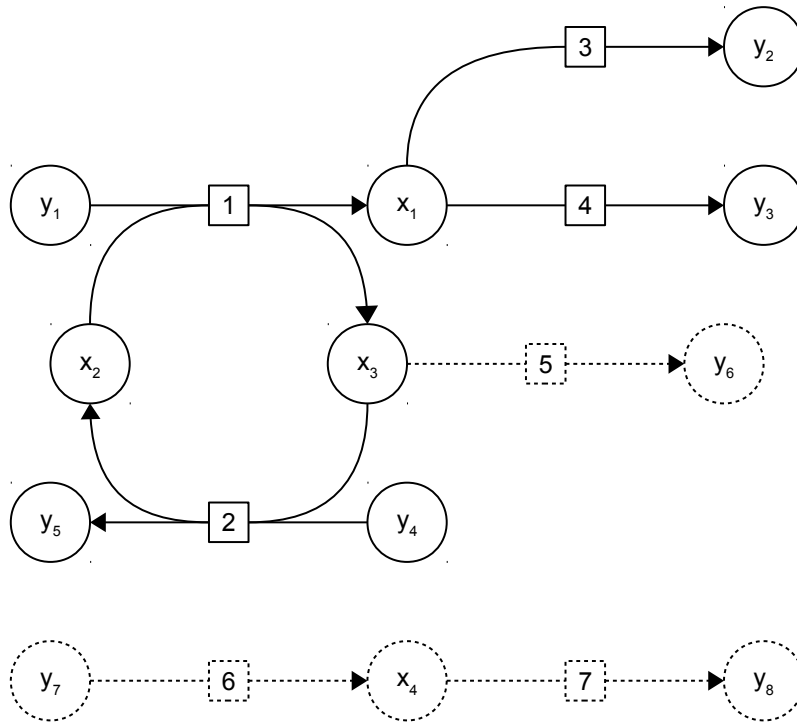 3 y₂
y₁ 1 x₁ 4 y₃
x₂ x₃ 5 y₆
y₅ 2 y₄
y₇ 6 x₄ 7 y₈